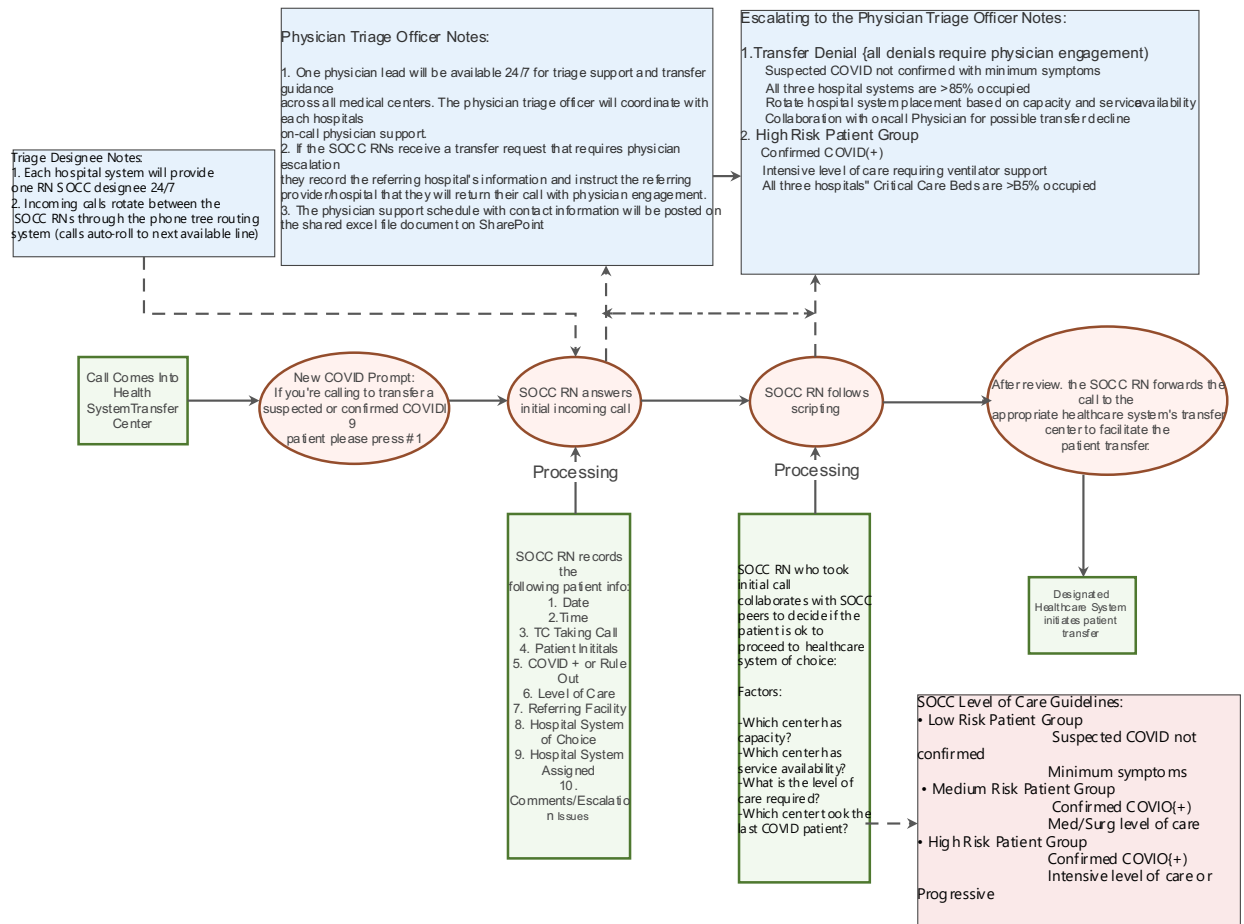 Escalating to the Physician Triage Officer Notes:
1.Transfer Denial {all denials require physician engagement)
Suspected COVID not confirmed with minimum symptoms
All three hospital systems are >85% occupied
Rotate hospital system placement based on capacity and service availability
Collaboration with on-call Physician for possible transfer decline
2. High Risk Patient Group
Confirmed COVID(+)
Intensive level of care requiring ventilator support
All three hospitals" Critical Care Beds are >B5% occupied
Physician Triage Officer Notes:
1. One physician lead will be available 24/7 for triage support and transfer
guidance
across all medical centers. The physician triage officer will coordinate with
each hospitals
on-call physician support.
2. If the SOCC RNs receive a transfer request that requires physician
escalation
they record the referring hospital's information and instruct the referring
provider/hospital that they will return their call with physician engagement.
3. The physician support schedule with contact information will be posted on
the shared excel file document on SharePoint
Triage Designee Notes:
1. Each hospital system will provide
one RN SOCC designee 24/7
2. Incoming calls rotate between the
SOCC RNs through the phone tree routing
system (calls auto-roll to next available line)
Call Comes Into
Health
SystemTransfer
Center
New COVID Prompt:
If you're calling to transfer a
suspected or confirmed COVIDI
9
patient please press #1
SOCC RN answers
initial incoming call
SOCC RN follows
scripting
After review. the SOCC RN forwards the
call to the
appropriate healthcare system's transfer
center to facilitate the
patient transfer.
Processing
Processing
SOCC RN records
the
following patient info:
1. Date
2.Time
3. TC Taking Call
4. Patient Inititals
5. COVID + or Rule
Out
6. Level of Care
7. Referring Facility
8. Hospital System
of Choice
9. Hospital System
Assigned
10.
Comments/Escalatio
n Issues
SOCC RN who took
initial call
collaborates with SOCC
peers to decide if the
patient is ok to
proceed to healthcare
system of choice:
Factors:
-Which center has
capacity?
-Which center has
service availability?
-What is the level of
care required?
-Which center took the
last COVID patient?
Designated
Healthcare System
initiates patient
transfer
SOCC Level of Care Guidelines:
• Low Risk Patient Group
Suspected COVID not
confirmed
Minimum symptoms
• Medium Risk Patient Group
Confirmed COVIO(+)
Med/Surg level of care
• High Risk Patient Group
Confirmed COVIO(+)
Intensive level of care or
Progressive